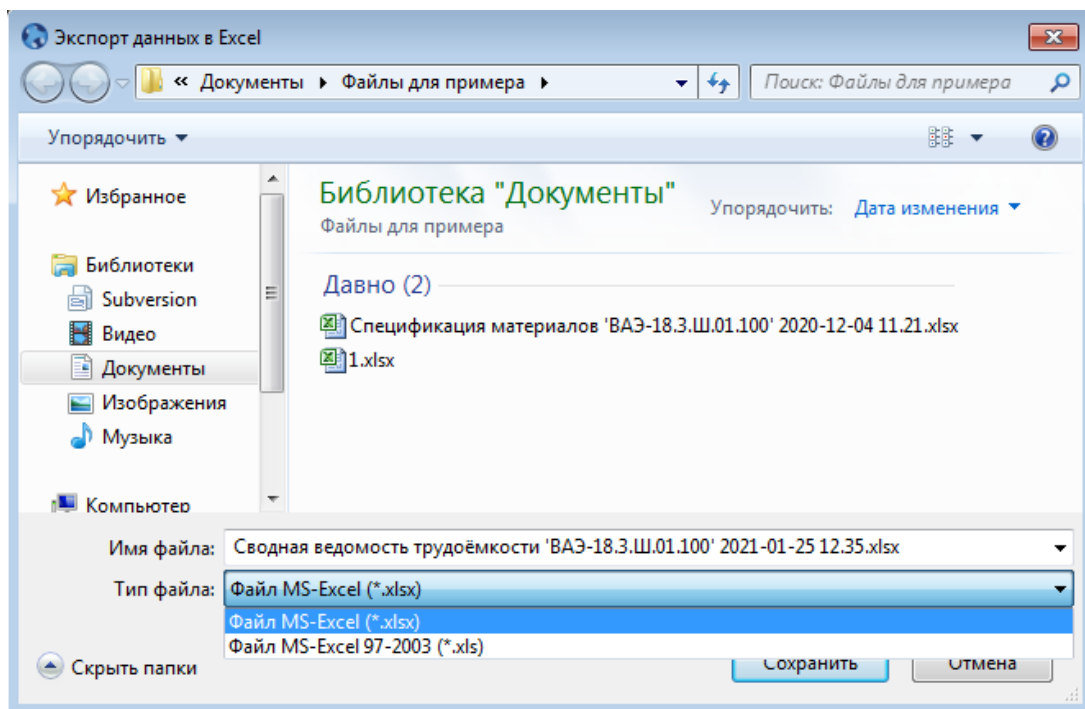 Экспорт данных в Excel
« Документы Файлы для примера Поиск: Файлы для примера
Упорядочить
Избранное
Библиотеки
Subversion
Видео
Документы
Изображения
Музыка
Компьютер
Библиотека "Документы"
Файлы для примера
Упорядочить: Дата изменения
Давно (2)
Спецификация материалов 'ВАЭ-18.3.Ш.01.100' 2020-12-04 11.21.xlsx
1.xlsx
Имя файла: Сводная ведомость трудоёмкости 'ВАЭ-18.3.Ш.01.100' 2021-01-25 12.35.xlsx
Тип файла: Файл MS-Excel (*.xlsx)
Файл MS-Excel (*.xlsx)
Файл MS-Excel 97-2003 (*.xls)
Скрыть папки Сохранить Отмена